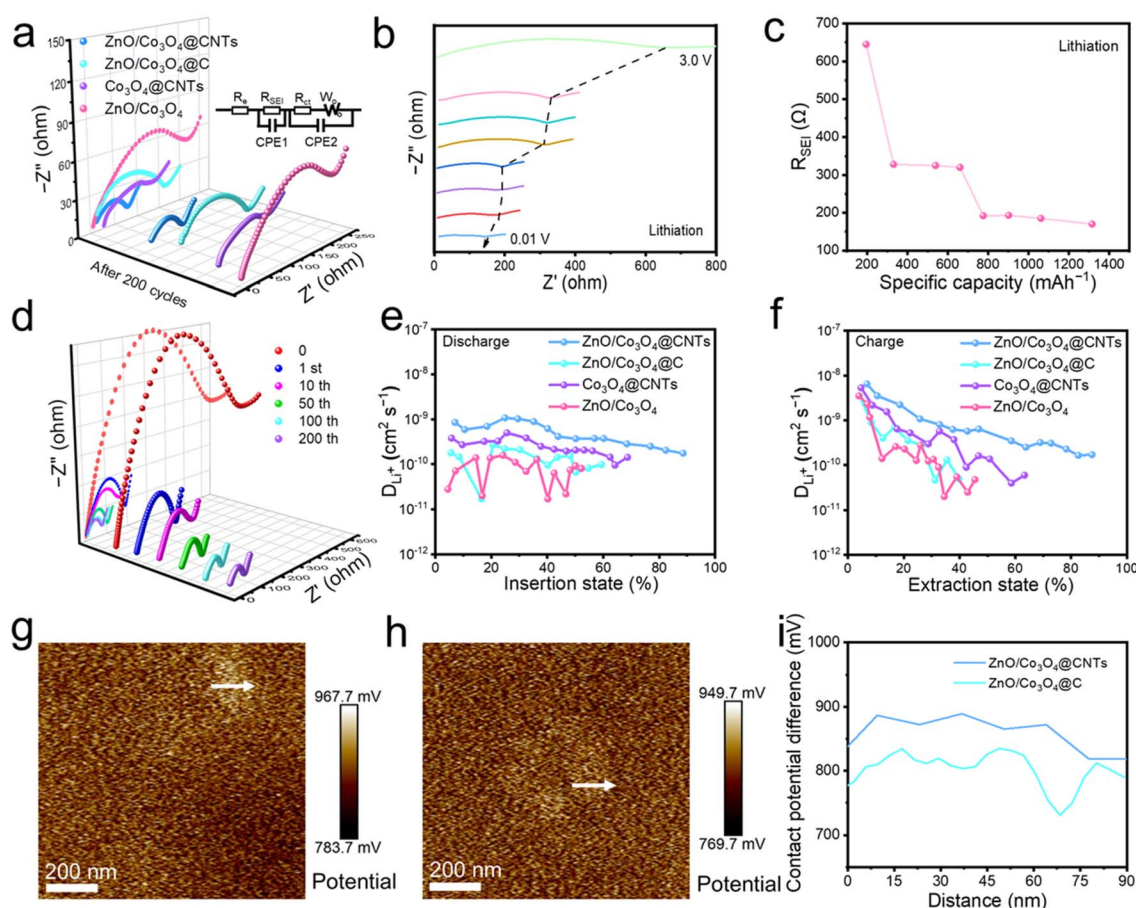 a
150
120
90
60
30
0
−Z″ (ohm)
ZnO/Co₃O₄@CNTs
ZnO/Co₃O₄@C
Co₃O₄@CNTs
ZnO/Co₃O₄
Rₑ
R_SEI
R_ct
W₀
CPE1
CPE2
After 200 cycles
0
50
100
150
200
250
Z' (ohm)
b
−Z″ (ohm)
3.0 V
0.01 V
Lithiation
0 200 400 600 800
Z' (ohm)
c
Lithiation
700
600
500
400
300
200
100
R_SEI (Ω)
200 400 600 800 1000 1200 1400
Specific capacity (mAh⁻¹)
d
−Z″ (ohm)
0
1 st
10 th
50 th
100 th
200 th
0
100
200
300
400
500
600
Z' (ohm)
e
Discharge
ZnO/Co₃O₄@CNTs
ZnO/Co₃O₄@C
Co₃O₄@CNTs
ZnO/Co₃O₄
10⁻⁷
10⁻⁸
10⁻⁹
10⁻¹⁰
10⁻¹¹
10⁻¹²
D_Li⁺ (cm² s⁻¹)
0 20 40 60 80 100
Insertion state (%)
f
Charge
ZnO/Co₃O₄@CNTs
ZnO/Co₃O₄@C
Co₃O₄@CNTs
ZnO/Co₃O₄
10⁻⁷
10⁻⁸
10⁻⁹
10⁻¹⁰
10⁻¹¹
10⁻¹²
D_Li⁺ (cm² s⁻¹)
0 20 40 60 80 100
Extraction state (%)
g
967.7 mV
783.7 mV
200 nm
Potential
h
949.7 mV
769.7 mV
200 nm
Potential
i
1000
900
800
700
Contact potential difference (mV)
ZnO/Co₃O₄@CNTs
ZnO/Co₃O₄@C
0 15 30 45 60 75 90
Distance (nm)